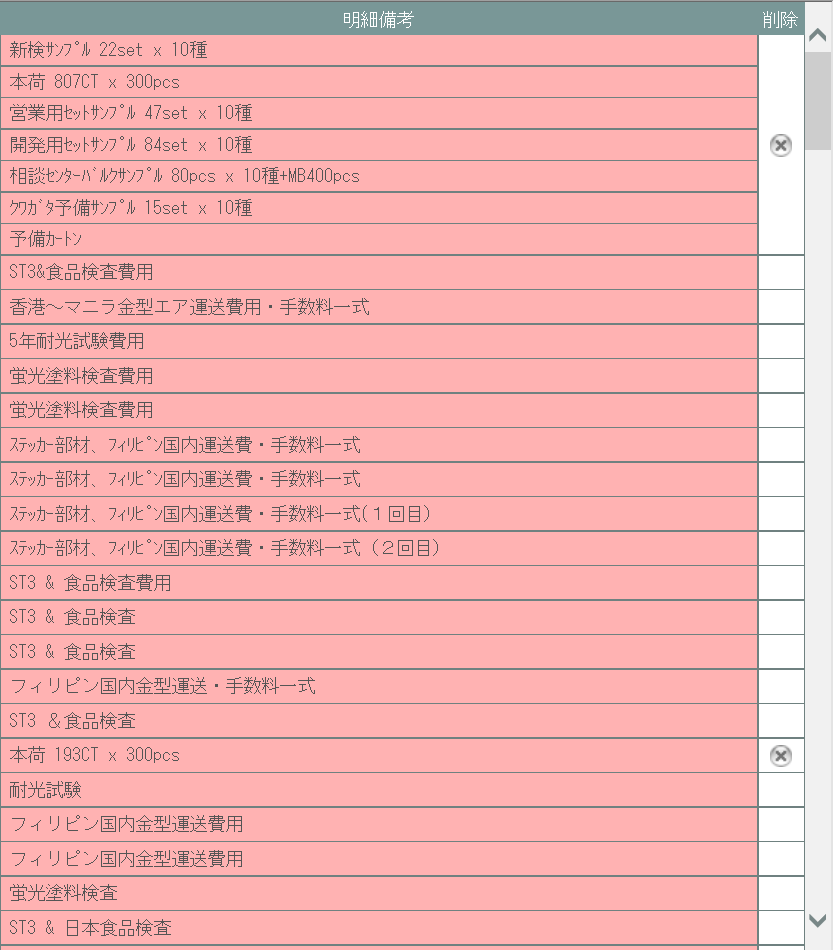 明細備考 削除
新検ｻﾝﾌﾟﾙ 22set x 10種
本荷 807CT x 300pcs
営業用ｾｯﾄｻﾝﾌﾟﾙ 47set x 10種
開発用ｾｯﾄｻﾝﾌﾟﾙ 84set x 10種
相談ｾﾝﾀｰﾊﾞﾙｸｻﾝﾌﾟﾙ 80pcs x 10種+MB400pcs
ｸﾜｶﾞﾀ予備ｻﾝﾌﾟﾙ 15set x 10種
予備ｶｰﾄﾝ
ST3&食品検査費用
香港～マニラ金型エア運送費用・手数料一式
5年耐光試験費用
蛍光塗料検査費用
蛍光塗料検査費用
ｽﾃｯｶｰ部材、ﾌｨﾘﾋﾟﾝ国内運送費・手数料一式
ｽﾃｯｶｰ部材、ﾌｨﾘﾋﾟﾝ国内運送費・手数料一式
ｽﾃｯｶｰ部材、ﾌｨﾘﾋﾟﾝ国内運送費・手数料一式(１回目)
ｽﾃｯｶｰ部材、ﾌｨﾘﾋﾟﾝ国内運送費・手数料一式（２回目）
ST3 & 食品検査費用
ST3 & 食品検査
ST3 & 食品検査
フィリピン国内金型運送・手数料一式
ST3 ＆食品検査
本荷 193CT x 300pcs
耐光試験
フィリピン国内金型運送費用
フィリピン国内金型運送費用
蛍光塗料検査
ST3 & 日本食品検査